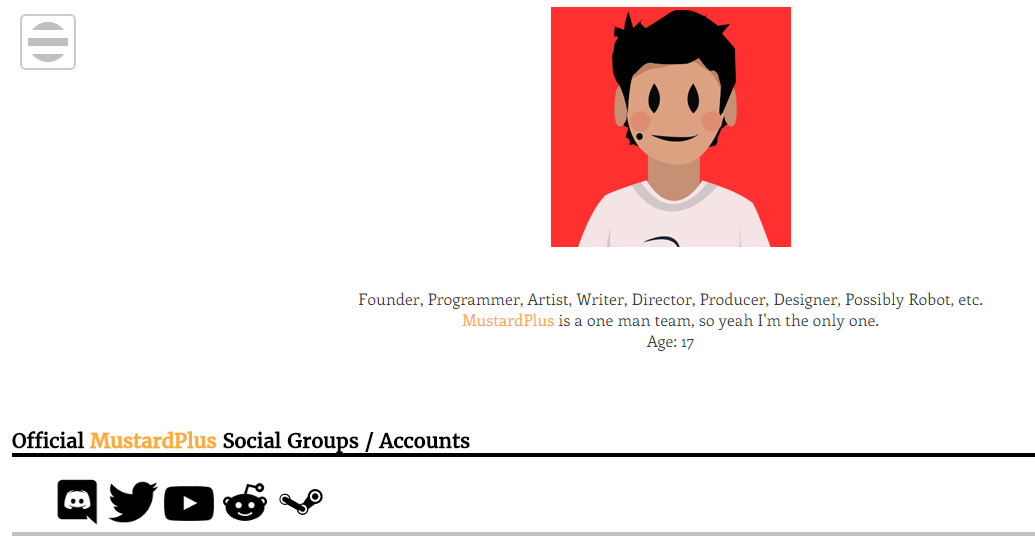 Founder, Programmer, Artist, Writer, Director, Producer, Designer, Possibly Robot, etc.
MustardPlus is a one man team, so yeah I'm the only one.
Age: 17
Official MustardPlus Social Groups / Accounts